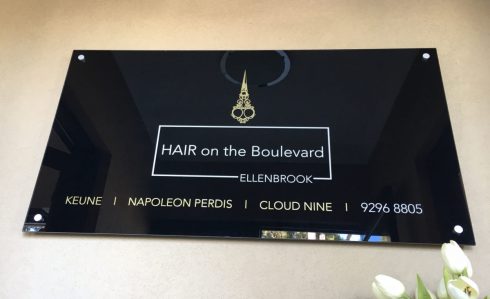 HAIR on the Boulevard
ELLENBROOK
KEUNE | NAPOLEON PERDIS | CLOUD NINE | 9296 8805